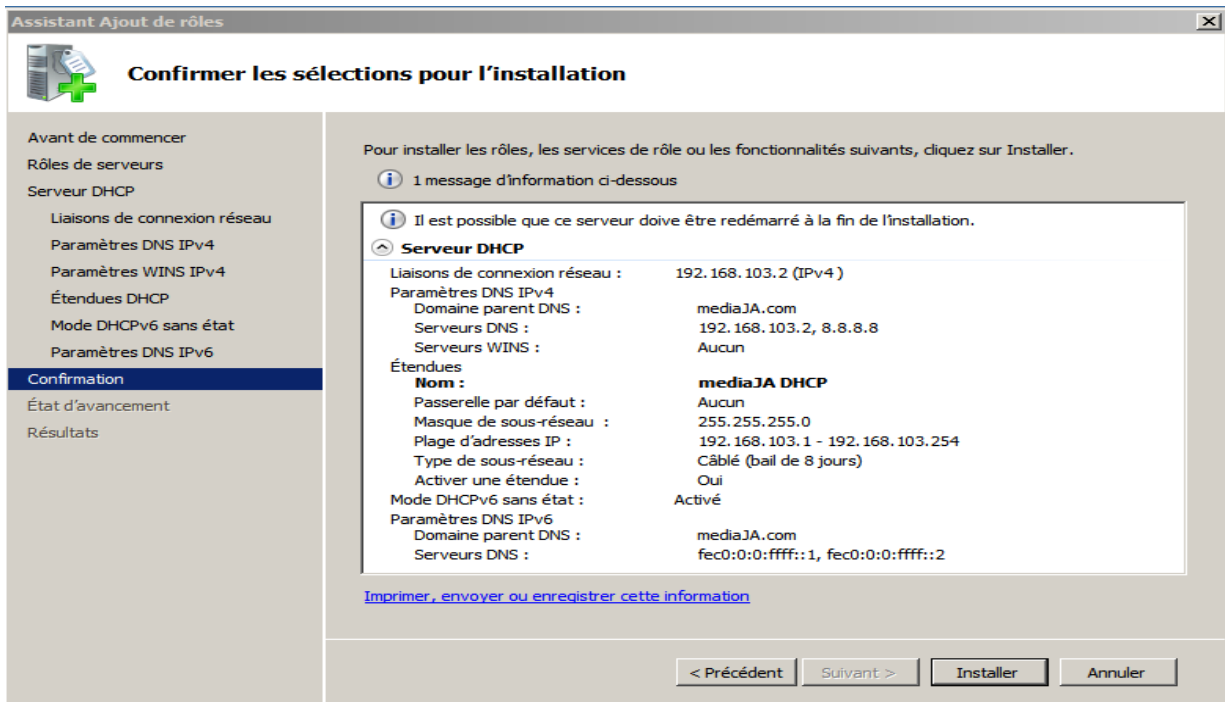 Assistant Ajout de rôles
Confirmer les sélections pour l'installation
Avant de commencer
Rôles de serveurs
Serveur DHCP
Liaisons de connexion réseau
Paramètres DNS IPv4
Paramètres WINS IPv4
Étendues DHCP
Mode DHCPv6 sans état
Paramètres DNS IPv6
Confirmation
État d'avancement
Résultats
Pour installer les rôles, les services de rôle ou les fonctionnalités suivants, cliquez sur Installer.
1 message d'information ci-dessous
Il est possible que ce serveur doive être redémarré à la fin de l'installation.
Serveur DHCP
Liaisons de connexion réseau : 192.168.103.2 (IPv4)
Paramètres DNS IPv4
Domaine parent DNS : mediaJA.com
Serveurs DNS : 192.168.103.2, 8.8.8.8
Serveurs WINS : Aucun
Étendues
Nom : mediaJA DHCP
Passerelle par défaut : Aucun
Masque de sous-réseau : 255.255.255.0
Plage d'adresses IP : 192.168.103.1 - 192.168.103.254
Type de sous-réseau : Câblé (bail de 8 jours)
Activer une étendue : Oui
Mode DHCPv6 sans état : Activé
Paramètres DNS IPv6
Domaine parent DNS : mediaJA.com
Serveurs DNS : fec0:0:0:ffff::1, fec0:0:0:ffff::2
Imprimer, envoyer ou enregistrer cette information
< Précédent Suivant > Installer Annuler